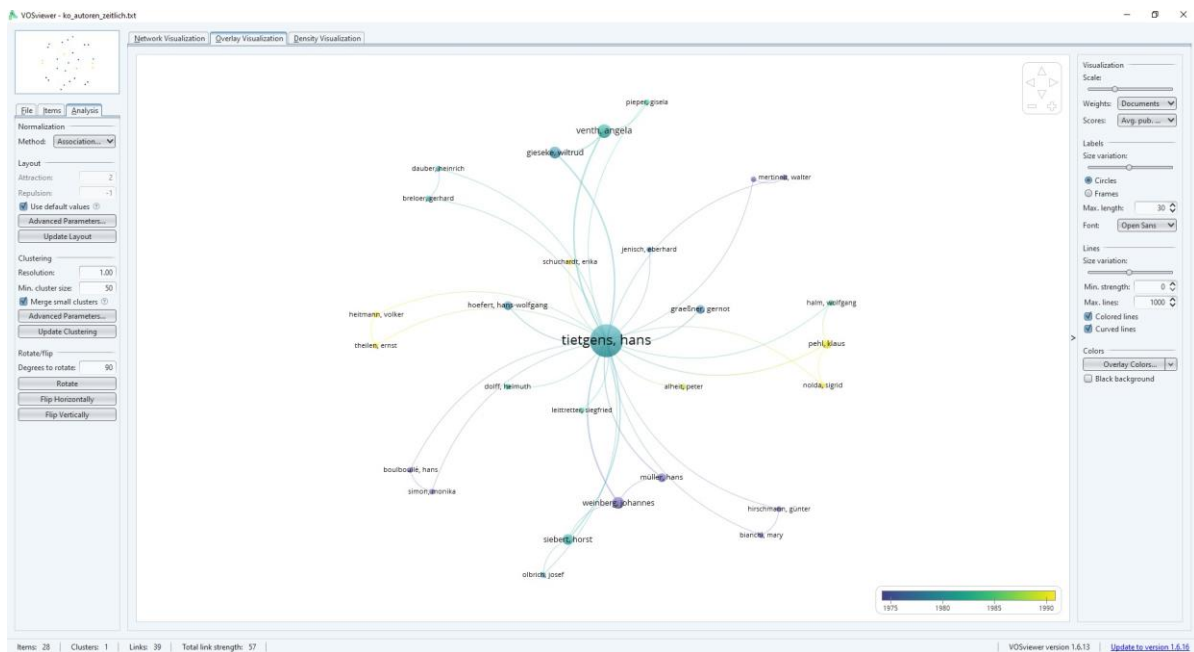 VOSviewer - ko_autoren_zeitlich.txt
Network Visualization Overlay Visualization Density Visualization
File Items Analysis
Normalization
Method: Association...
Layout
Attraction: 2
Repulsion: -1
Use default values
Advanced Parameters...
Update Layout
Clustering
Resolution: 1.00
Min. cluster size: 50
Merge small clusters
Advanced Parameters...
Update Clustering
Rotate/flip
Degrees to rotate: 90
Rotate
Flip Horizontally
Flip Vertically
pieper, gisela
venth, angela
gieseke, wiltrud
dauber, heinrich
breloer, gerhard
mertineit, walter
jenisch, eberhard
schuchardt, erika
hoefert, hans-wolfgang
graeßner, gernot
halm, wolfgang
heitmann, volker
theilen, ernst
tietgens, hans
pehl, klaus
dolff, helmuth
alheit, peter
nolda, sigrid
leittretter, siegfried
boulboullé, hans
simon, monika
müller, hans
weinberg, johannes
hirschmann, günter
bianchi, mary
siebert, horst
olbrich, josef
1975 1980 1985 1990
Visualization
Scale:
Weights: Documents
Scores: Avg. pub. ...
Labels
Size variation:
Circles
Frames
Max. length: 30
Font: Open Sans
Lines
Size variation:
Min. strength: 0
Max. lines: 1000
Colored lines
Curved lines
>
Colors
Overlay Colors...
Black background
Items: 28 | Clusters: 1 | Links: 39 | Total link strength: 57 |
VOSviewer version 1.6.13 | Update to version 1.6.16